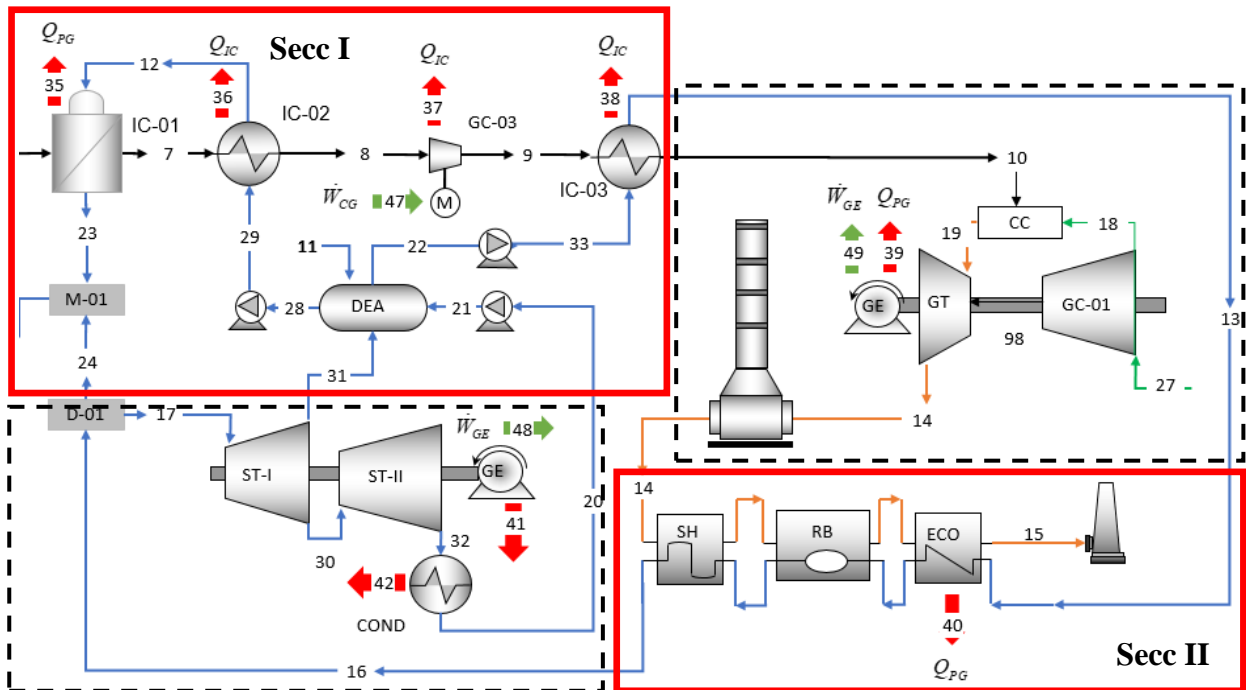 Q_PG
Q_IC
Secc I
Q_IC
Q_IC
35
12
36
37
38
IC-01
IC-02
GC-03
IC-03
7
8
9
10
Ẇ_CG
47
M
23
29
11
22
33
M-01
28
DEA
21
24
31
D-01
17
Ẇ_GE
Q_PG
49
39
19
CC
18
GE
GT
GC-01
98
13
27
14
ST-I
ST-II
Ẇ_GE
48
GE
20
41
30
32
42
COND
16
14
SH
RB
ECO
15
40
Q_PG
Secc II